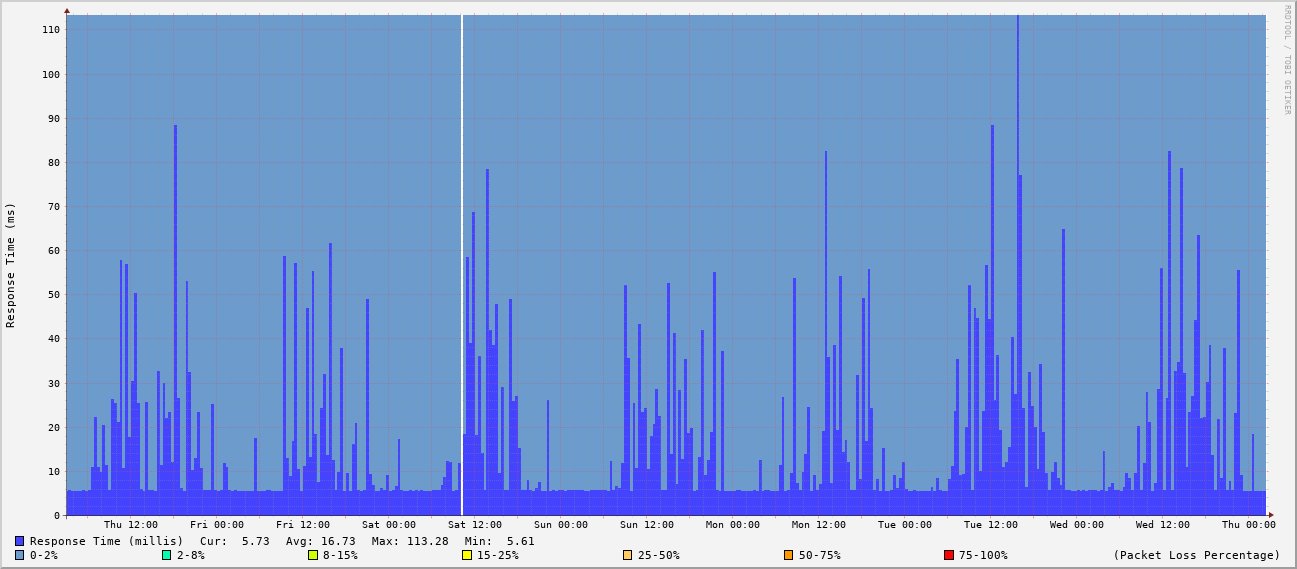 RRDTOOL / TOBI OETIKER
Response Time (ms)
110
100
90
80
70
60
50
40
30
20
10
0
Thu 12:00 Fri 00:00 Fri 12:00 Sat 00:00 Sat 12:00 Sun 00:00 Sun 12:00 Mon 00:00 Mon 12:00 Tue 00:00 Tue 12:00 Wed 00:00 Wed 12:00 Thu 00:00
Response Time (millis) Cur: 5.73 Avg: 16.73 Max: 113.28 Min: 5.61
0-2% 2-8% 8-15% 15-25% 25-50% 50-75% 75-100% (Packet Loss Percentage)